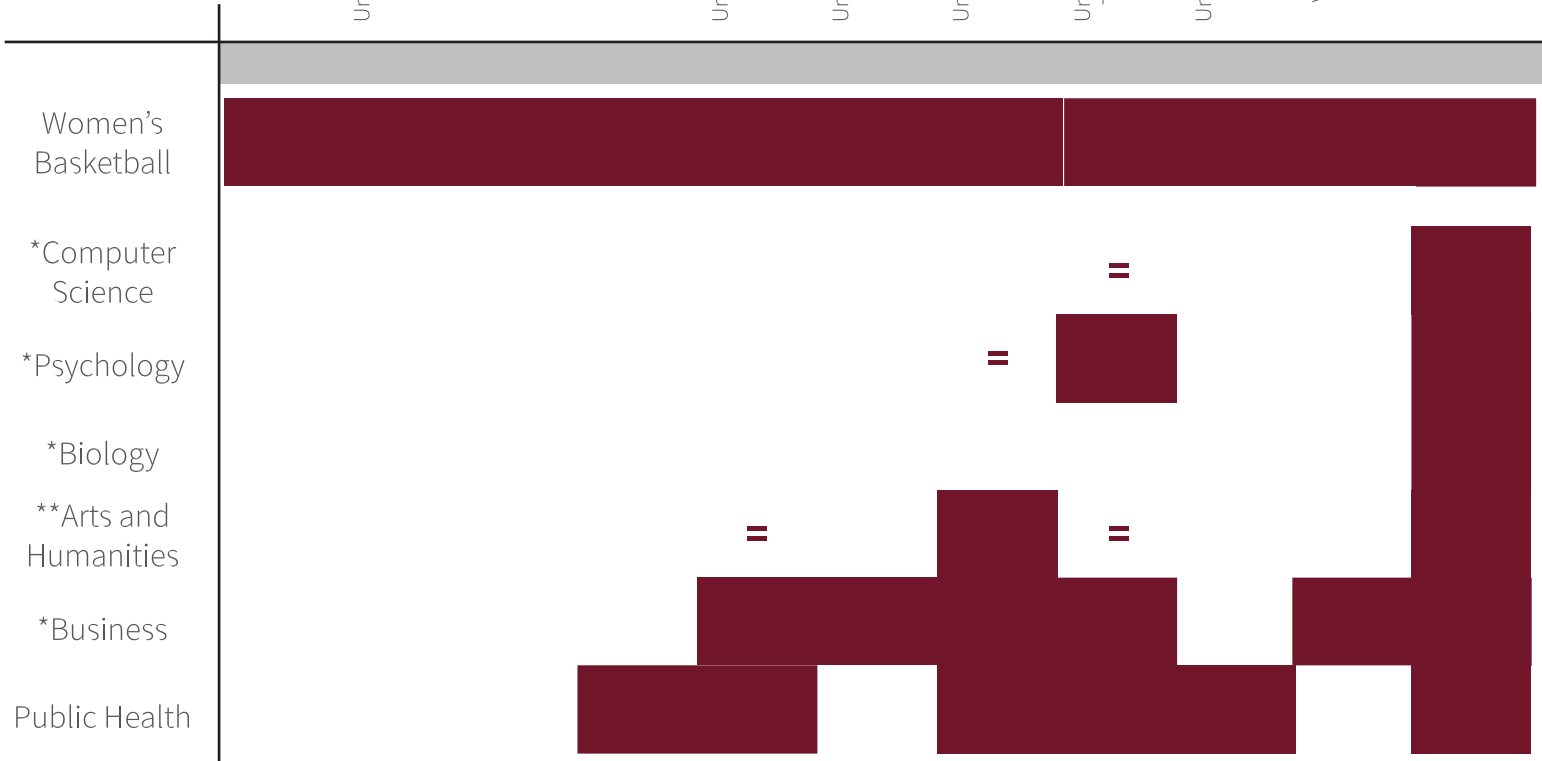 Women’s
Basketball
*Computer
Science
=
*Psychology
=
*Biology
**Arts and
Humanities
= =
*Business
Public Health